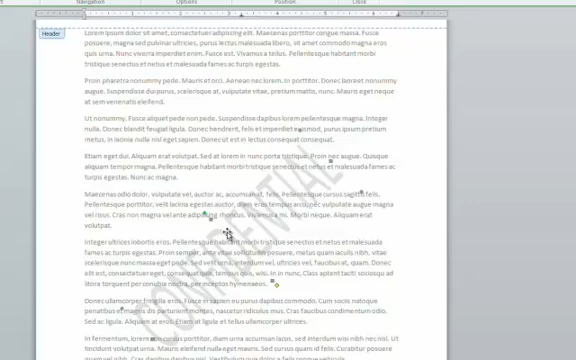 Navigation Options Position Close
Header
Lorem ipsum dolor sit amet, consectetuer adipiscing elit. Maecenas porttitor congue massa. Fusce
posuere, magna sed pulvinar ultricies, purus lectus malesuada libero, sit amet commodo magna eros
quis urna. Nunc viverra imperdiet enim. Fusce est. Vivamus a tellus. Pellentesque habitant morbi
tristique senectus et netus et malesuada fames ac turpis egestas.
Proin pharetra nonummy pede. Mauris et orci. Aenean nec lorem. In porttitor. Donec laoreet nonummy
augue. Suspendisse dui purus, scelerisque at, vulputate vitae, pretium mattis, nunc. Mauris eget neque
at sem venenatis eleifend.
Ut nonummy. Fusce aliquet pede non pede. Suspendisse dapibus lorem pellentesque magna. Integer
nulla. Donec blandit feugiat ligula. Donec hendrerit, felis et imperdiet euismod, purus ipsum pretium
metus, in lacinia nulla nisl eget sapien. Donec ut est in lectus consequat consequat.
Etiam eget dui. Aliquam erat volutpat. Sed at lorem in nunc porta tristique. Proin nec augue. Quisque
aliquam tempor magna. Pellentesque habitant morbi tristique senectus et netus et malesuada fames
ac turpis egestas. Nunc ac magna.
Maecenas odio dolor, vulputate vel, auctor ac, accumsan id, felis. Pellentesque cursus sagittis felis.
Pellentesque porttitor, velit lacinia egestas auctor, diam eros tempus arcu, nec vulputate augue magna
vel risus. Cras non magna vel ante adipiscing rhoncus. Vivamus a mi. Morbi neque. Aliquam erat
volutpat.
Integer ultrices lobortis eros. Pellentesque habitant morbi tristique senectus et netus et malesuada
fames ac turpis egestas. Proin semper, ante vitae sollicitudin posuere, metus quam iaculis nibh, vitae
scelerisque nunc massa eget pede. Sed velit urna, interdum vel, ultricies vel, faucibus at, quam. Donec
elit est, consectetuer eget, consequat quis, tempus quis, wisi. In in nunc. Class aptent taciti sociosqu ad
litora torquent per conubia nostra, per inceptos hymenaeos.
Donec ullamcorper fringilla eros. Fusce in sapien eu purus dapibus commodo. Cum sociis natoque
penatibus et magnis dis parturient montes, nascetur ridiculus mus. Cras faucibus condimentum odio.
Sed ac ligula. Aliquam at eros. Etiam at ligula et tellus ullamcorper ultrices.
In fermentum, lorem non cursus porttitor, diam urna accumsan lacus, sed interdum wisi nibh nec nisl. Ut
tincidunt volutpat urna. Mauris eleifend nulla eget mauris. Sed cursus quam id felis. Curabitur posuere
quam vel nibh. Cras dapibus dapibus nisl. Vestibulum quis dolor a felis congue vehicula.
CONFIDENTIAL